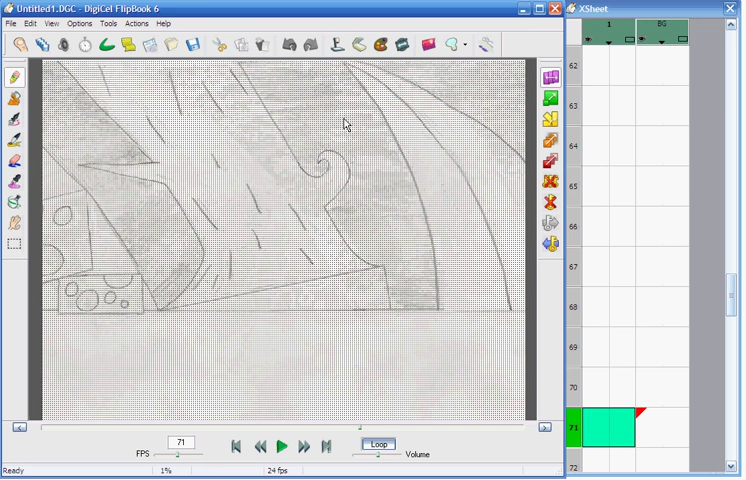 Untitled1.DGC - DigiCel FlipBook 6
File View Options Tools Actions Help
XSheet
1 BG
62
63
64
65
66
67
68
69
70
71
72
71
FPS
Loop
Volume
Ready 1% 24 fps